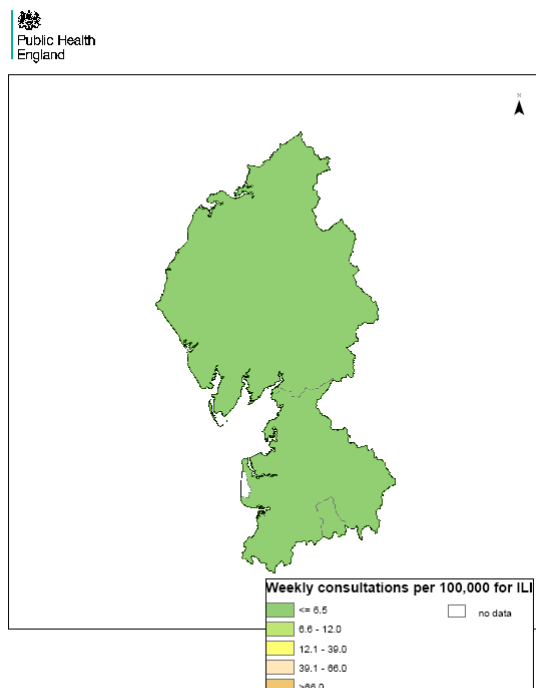 Public Health
England
N
Weekly consultations per 100,000 for ILI
<= 6.5
no data
6.6 - 12.0
12.1 - 39.0
39.1 - 66.0
>66.0